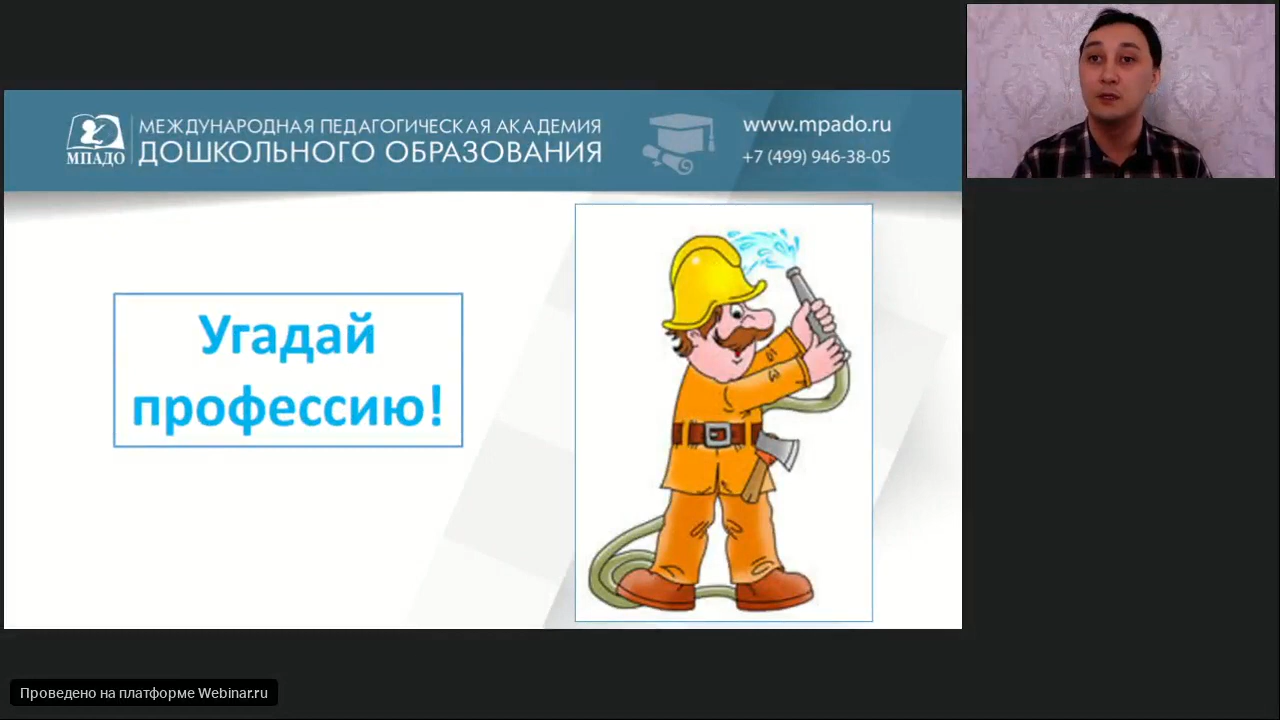 МПАДО
МЕЖДУНАРОДНАЯ ПЕДАГОГИЧЕСКАЯ АКАДЕМИЯ
ДОШКОЛЬНОГО ОБРАЗОВАНИЯ
www.mpado.ru
+7 (499) 946-38-05
Угадай
профессию!
Проведено на платформе Webinar.ru